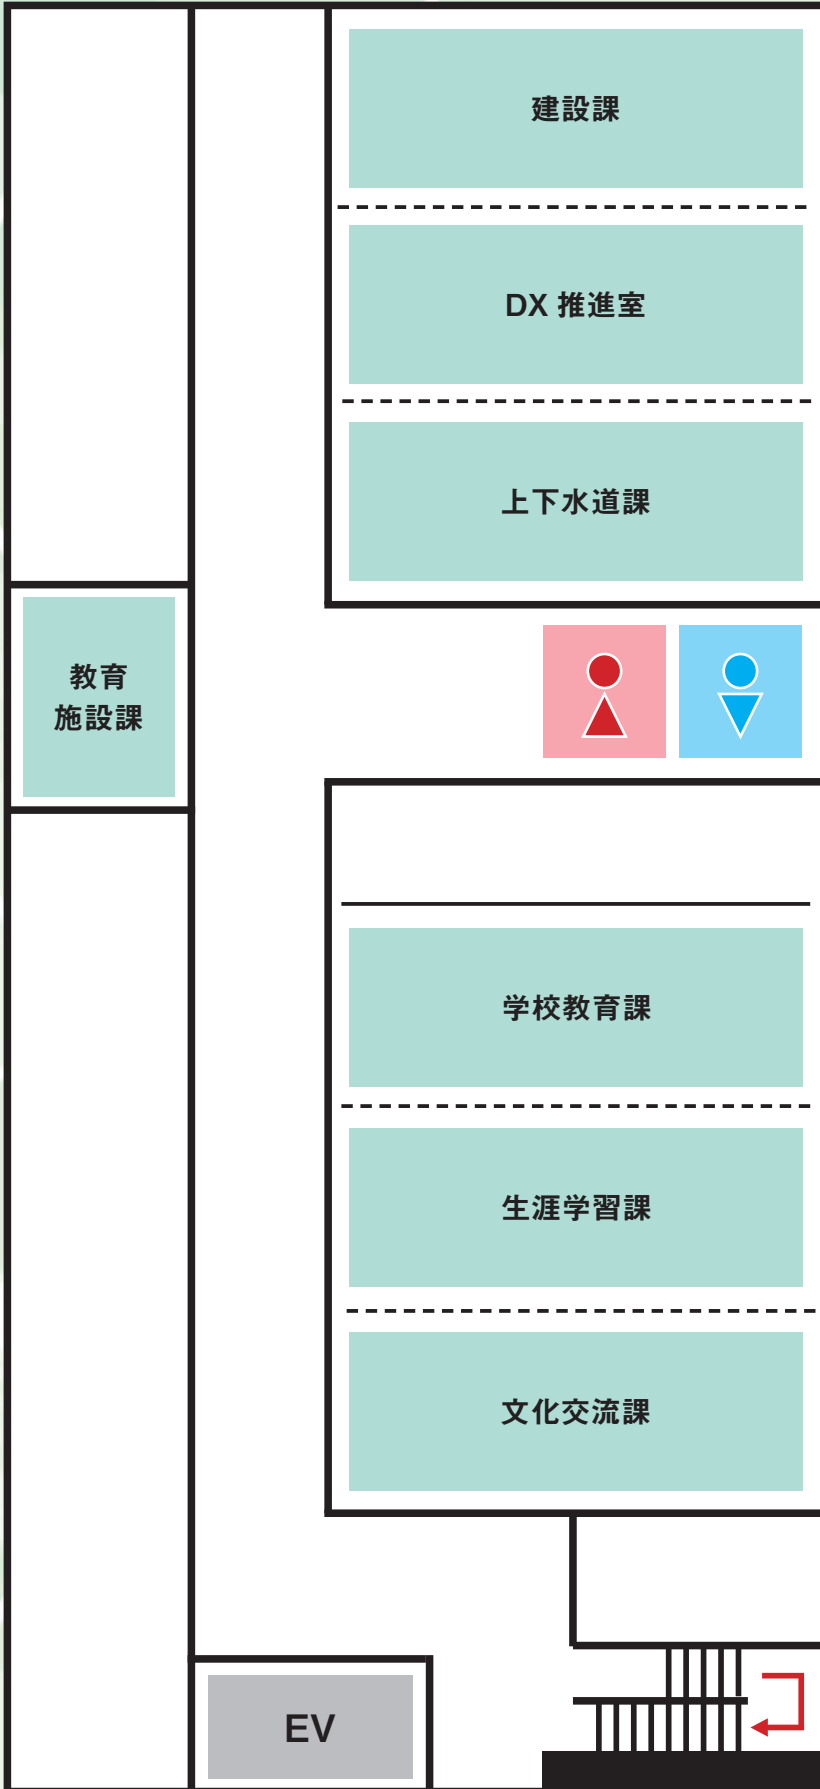 建設課
DX 推進室
上下水道課
教育
施設課
学校教育課
生涯学習課
文化交流課
EV